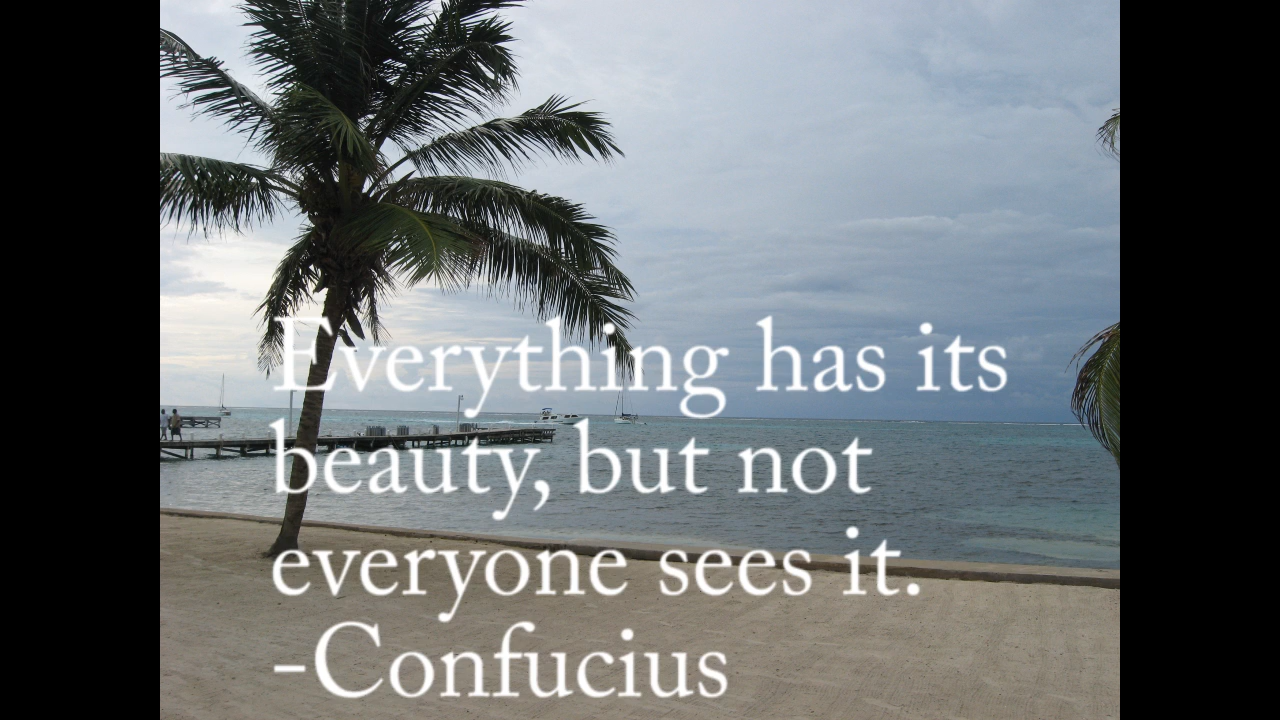 Everything has its
beauty, but not
everyone sees it.
-Confucius